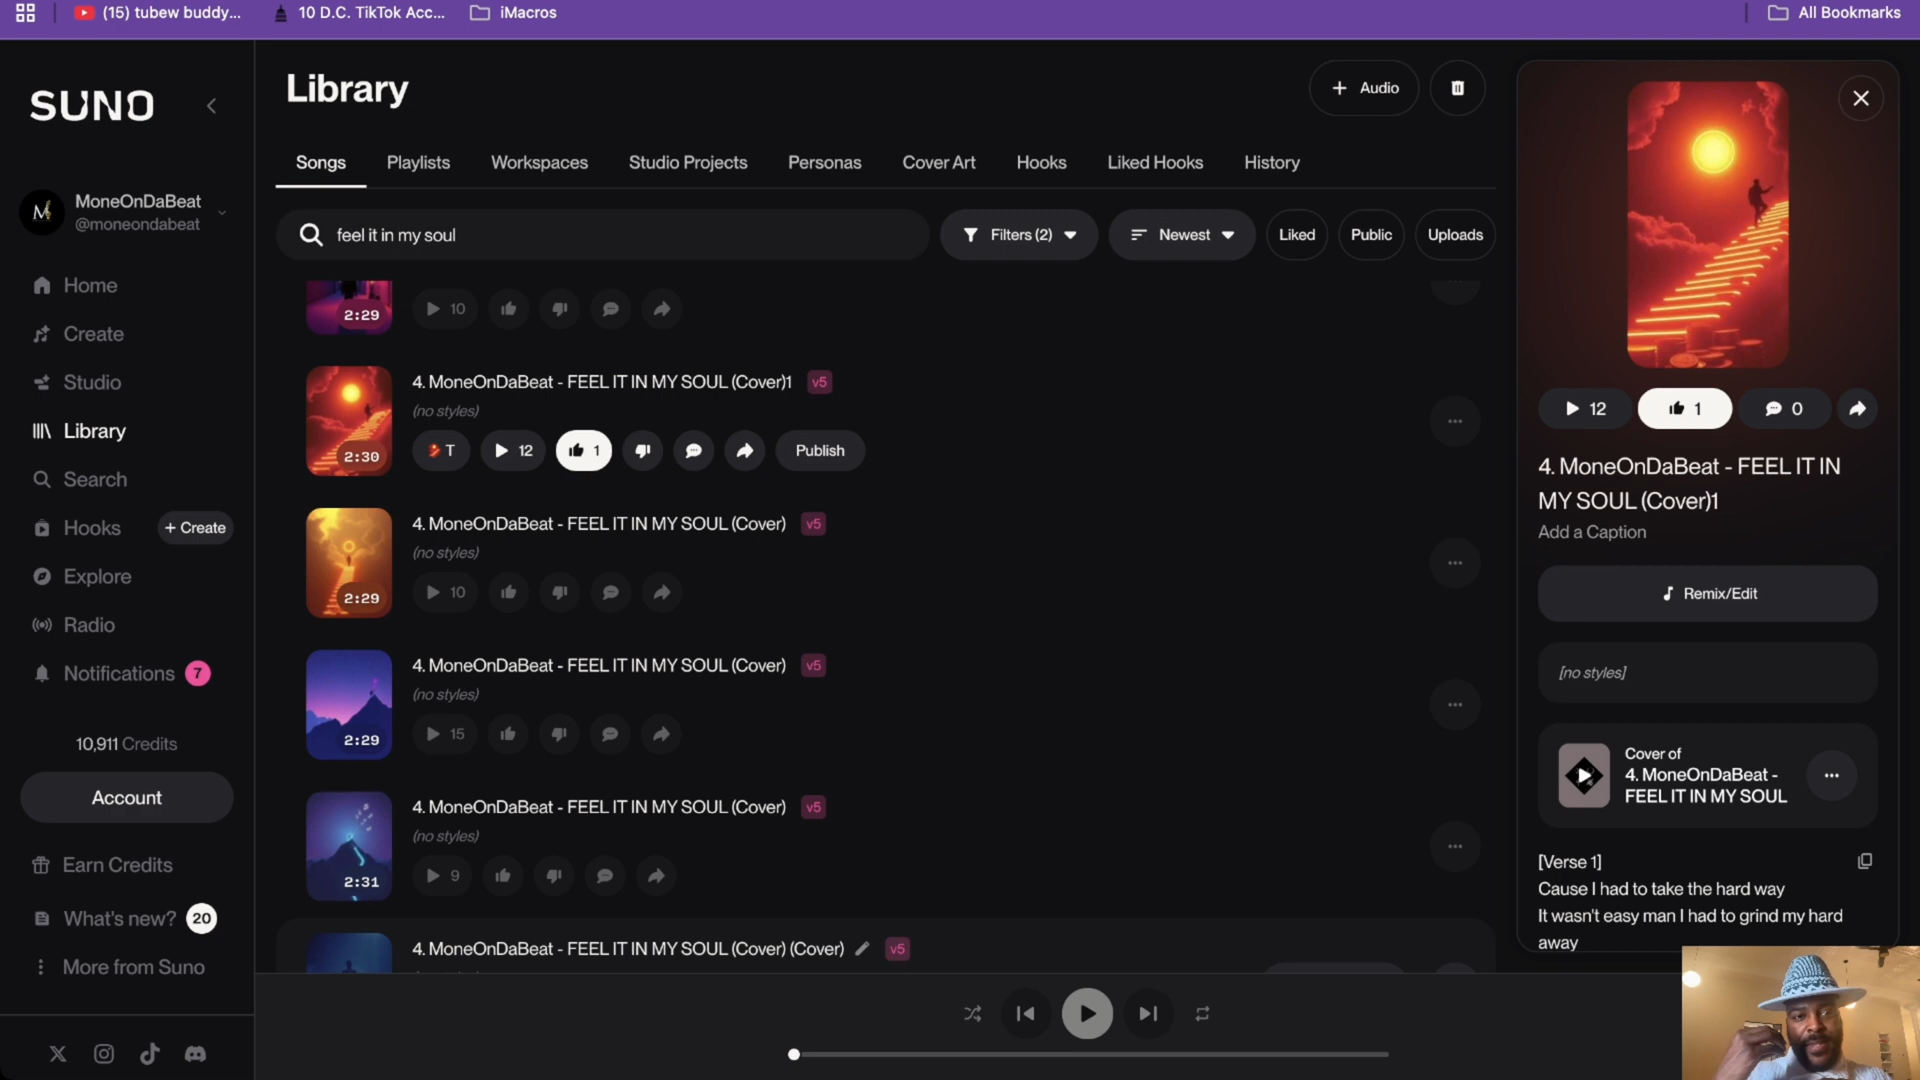 (15) tubew buddy...
10 D.C. TikTok Acc...
iMacros
All Bookmarks
SUNO
MoneOnDaBeat
@moneondabeat
Home
Create
Studio
Library
Search
Hooks
+ Create
Explore
Radio
Notifications
7
10,911 Credits
Account
Earn Credits
What's new?
20
More from Suno
Library
+ Audio
Songs
Playlists
Workspaces
Studio Projects
Personas
Cover Art
Hooks
Liked Hooks
History
feel it in my soul
Filters (2)
Newest
Liked
Public
Uploads
2:29
10
4. MoneOnDaBeat - FEEL IT IN MY SOUL (Cover)1
v5
(no styles)
2:30
T
12
1
Publish
4. MoneOnDaBeat - FEEL IT IN MY SOUL (Cover)
v5
(no styles)
2:29
10
4. MoneOnDaBeat - FEEL IT IN MY SOUL (Cover)
v5
(no styles)
2:29
15
4. MoneOnDaBeat - FEEL IT IN MY SOUL (Cover)
v5
(no styles)
2:31
9
4. MoneOnDaBeat - FEEL IT IN MY SOUL (Cover) (Cover)
v5
12
1
0
4. MoneOnDaBeat - FEEL IT IN
MY SOUL (Cover)1
Add a Caption
Remix/Edit
[no styles]
Cover of
4. MoneOnDaBeat -
FEEL IT IN MY SOUL
[Verse 1]
Cause I had to take the hard way
It wasn't easy man I had to grind my hard
away